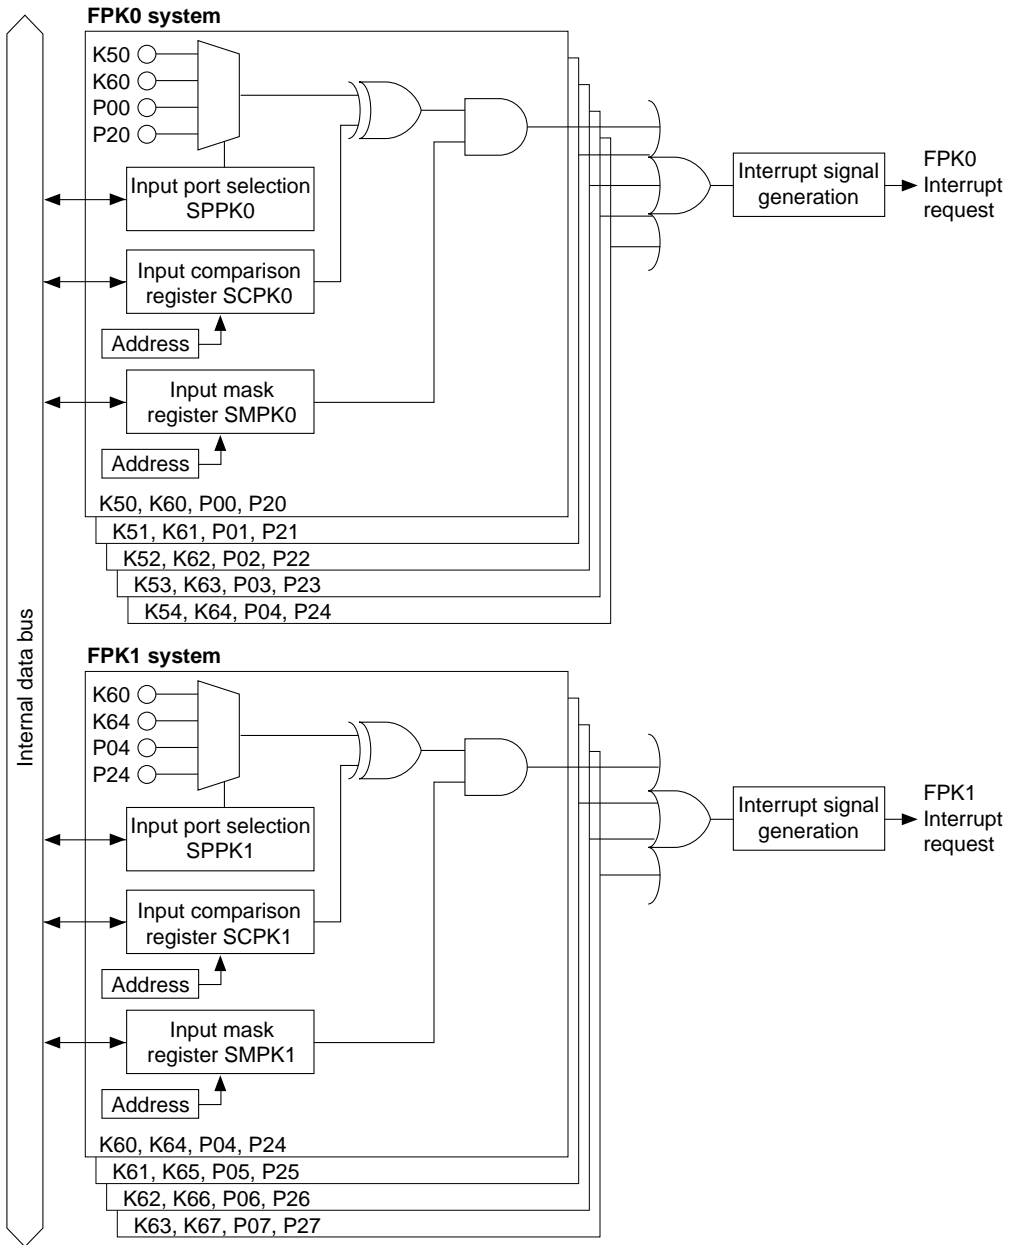 FPK0 system
K50
K60
P00
P20
Input port selection
SPPK0
Input comparison
register SCPK0
Address
Input mask
register SMPK0
Address
K50, K60, P00, P20
K51, K61, P01, P21
K52, K62, P02, P22
K53, K63, P03, P23
K54, K64, P04, P24
Interrupt signal
generation
FPK0
Interrupt
request
Internal data bus
FPK1 system
K60
K64
P04
P24
Input port selection
SPPK1
Input comparison
register SCPK1
Address
Input mask
register SMPK1
Address
K60, K64, P04, P24
K61, K65, P05, P25
K62, K66, P06, P26
K63, K67, P07, P27
Interrupt signal
generation
FPK1
Interrupt
request